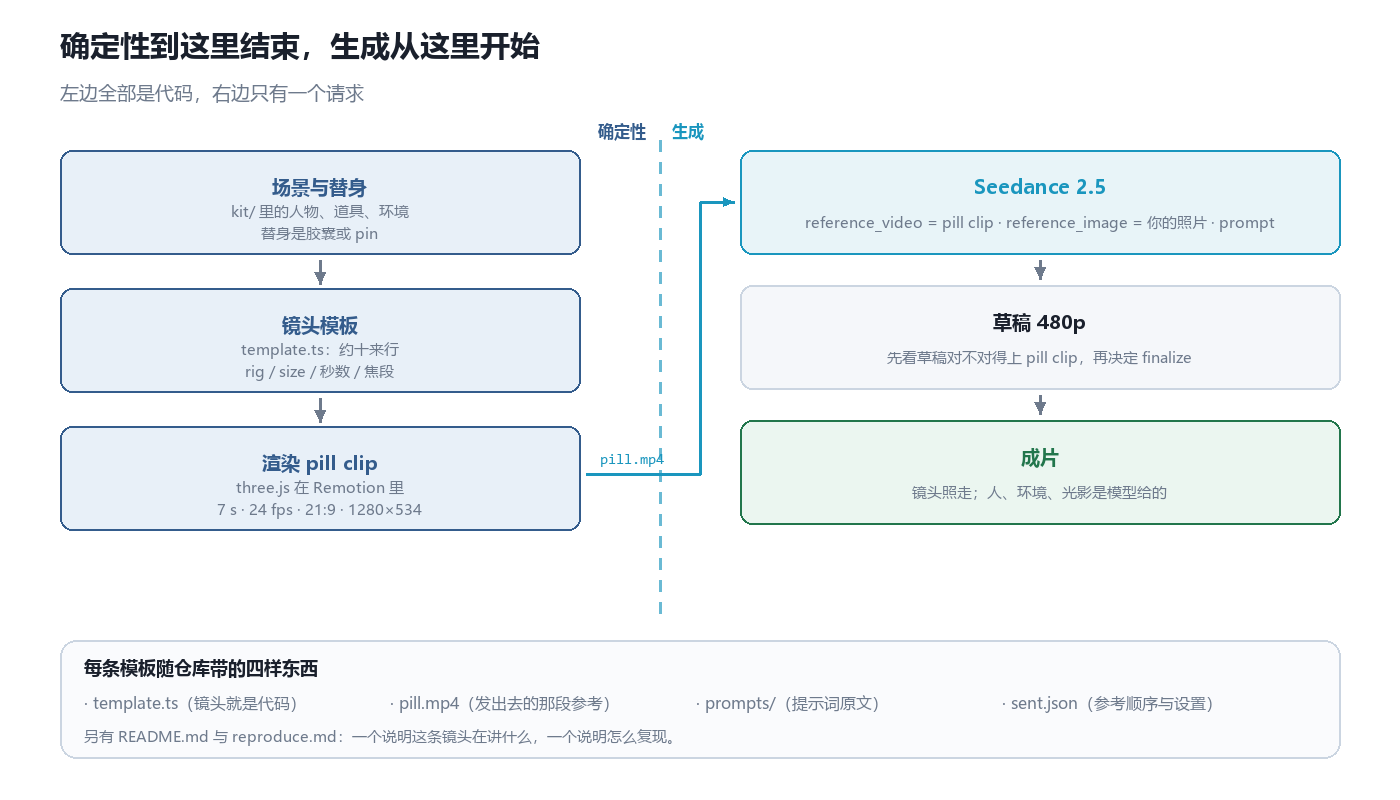 确定性到这里结束，生成从这里开始
左边全部是代码，右边只有一个请求
确定性
生成
场景与替身
kit/ 里的人物、道具、环境
替身是胶囊或 pin
镜头模板
template.ts：约十来行
rig / size / 秒数 / 焦段
渲染 pill clip
three.js 在 Remotion 里
7 s · 24 fps · 21:9 · 1280×534
pill.mp4
Seedance 2.5
reference_video = pill clip · reference_image = 你的照片 · prompt
草稿 480p
先看草稿对不对得上 pill clip，再决定 finalize
成片
镜头照走；人、环境、光影是模型给的
每条模板随仓库带的四样东西
· template.ts（镜头就是代码）
· pill.mp4（发出去的那段参考）
· prompts/（提示词原文）
· sent.json（参考顺序与设置）
另有 README.md 与 reproduce.md：一个说明这条镜头在讲什么，一个说明怎么复现。